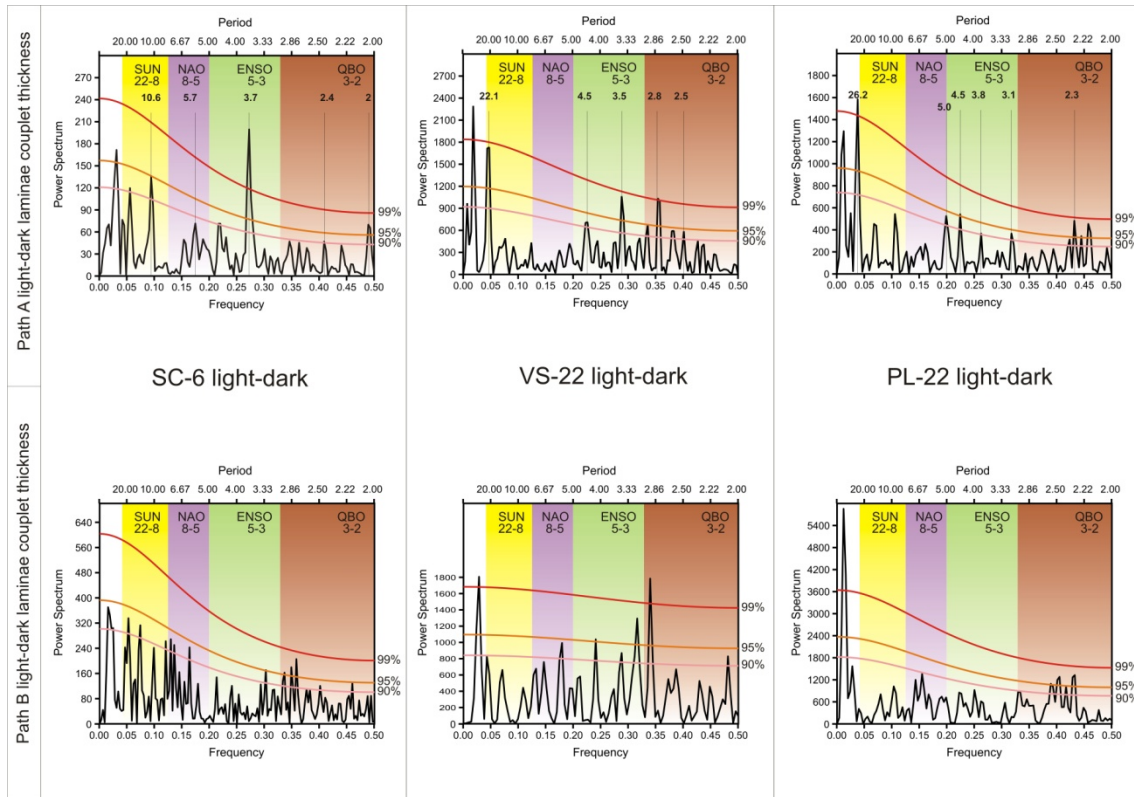 Path A light-dark laminae couplet thickness
Period
20.00 10.00 6.67 5.00 4.00 3.33 2.86 2.50 2.22 2.00
SUN NAO ENSO QBO
22-8 8-5 5-3 3-2
10.6 5.7 3.7 2.4 2
Power Spectrum
270
240
210
180
150
120
90
60
30
0
99%
95%
90%
0.00 0.05 0.10 0.15 0.20 0.25 0.30 0.35 0.40 0.45 0.50
Frequency
SC-6 light-dark
Period
20.00 10.00 6.67 5.00 4.00 3.33 2.86 2.50 2.22 2.00
SUN NAO ENSO QBO
22-8 8-5 5-3 3-2
22.1 4.5 3.5 2.8 2.5
Power Spectrum
2700
2400
2100
1800
1500
1200
900
600
300
0
99%
95%
90%
0.00 0.05 0.10 0.15 0.20 0.25 0.30 0.35 0.40 0.45 0.50
Frequency
VS-22 light-dark
Period
20.00 10.00 6.67 5.00 4.00 3.33 2.86 2.50 2.22 2.00
SUN NAO ENSO QBO
22-8 8-5 5-3 3-2
26.2 4.5 3.8 3.1 2.3
5.0
Power Spectrum
1800
1600
1400
1200
1000
800
600
400
200
0
99%
95%
90%
0.00 0.05 0.10 0.15 0.20 0.25 0.30 0.35 0.40 0.45 0.50
Frequency
PL-22 light-dark
Path B light-dark laminae couplet thickness
Period
20.00 10.00 6.67 5.00 4.00 3.33 2.86 2.50 2.22 2.00
SUN NAO ENSO QBO
22-8 8-5 5-3 3-2
Power Spectrum
640
560
480
400
320
240
160
80
0
99%
95%
90%
0.00 0.05 0.10 0.15 0.20 0.25 0.30 0.35 0.40 0.45 0.50
Frequency
Period
20.00 10.00 6.67 5.00 4.00 3.33 2.86 2.50 2.22 2.00
SUN NAO ENSO QBO
22-8 8-5 5-3 3-2
Power Spectrum
1800
1600
1400
1200
1000
800
600
400
200
0
99%
95%
90%
0.00 0.05 0.10 0.15 0.20 0.25 0.30 0.35 0.40 0.45 0.50
Frequency
Period
20.00 10.00 6.67 5.00 4.00 3.33 2.86 2.50 2.22 2.00
SUN NAO ENSO QBO
22-8 8-5 5-3 3-2
Power Spectrum
5400
4800
4200
3600
3000
2400
1800
1200
600
0
99%
95%
90%
0.00 0.05 0.10 0.15 0.20 0.25 0.30 0.35 0.40 0.45 0.50
Frequency